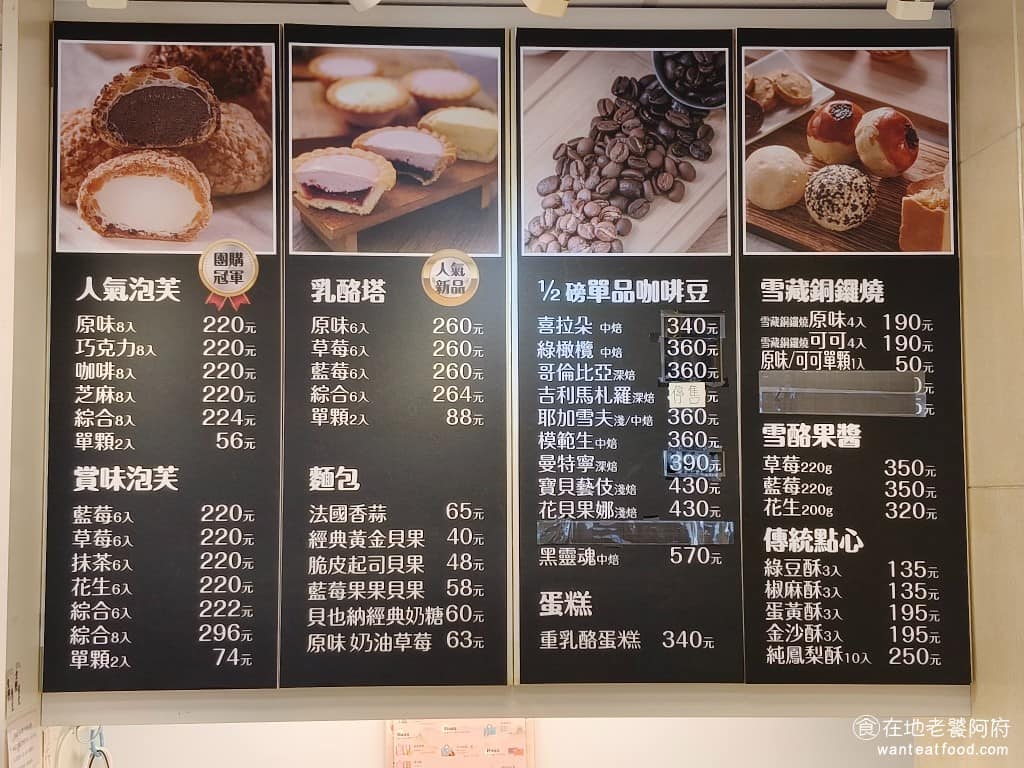 團購
冠軍
人氣泡芙
原味8入 220元
巧克力8入 220元
咖啡8入 220元
芝麻8入 220元
綜合8入 224元
單顆2入 56元
賞味泡芙
藍莓6入 220元
草莓6入 220元
抹茶6入 220元
花生6入 220元
綜合6入 222元
綜合8入 296元
單顆2入 74元
人氣
新品
乳酪塔
原味6入 260元
草莓6入 260元
藍莓6入 260元
綜合6入 264元
單顆2入 88元
麵包
法國香蒜 65元
經典黃金貝果 40元
脆皮起司貝果 48元
藍莓果果貝果 58元
貝也納經典奶糖 60元
原味 奶油草莓 63元
½磅單品咖啡豆
喜拉朵 中焙 340元
綠橄欖 中焙 360元
哥倫比亞深焙 360元
吉利馬札羅深焙 停售 元
耶加雪夫淺/中焙 360元
模範生中焙 360元
曼特寧深焙 390元
寶貝藝伎淺焙 430元
花貝果娜淺焙 430元
黑靈魂中焙 570元
蛋糕
重乳酪蛋糕 340元
雪藏銅鑼燒
雪藏銅鑼燒原味4入 190元
雪藏銅鑼燒可可4入 190元
原味/可可單顆1入 50元
雪酪果醬
草莓220g 350元
藍莓220g 350元
花生200g 320元
傳統點心
綠豆酥3入 135元
椒麻酥3入 135元
蛋黃酥3入 195元
金沙酥3入 195元
純鳳梨酥10入 250元
食在地老饕阿府
wanteatfood.com